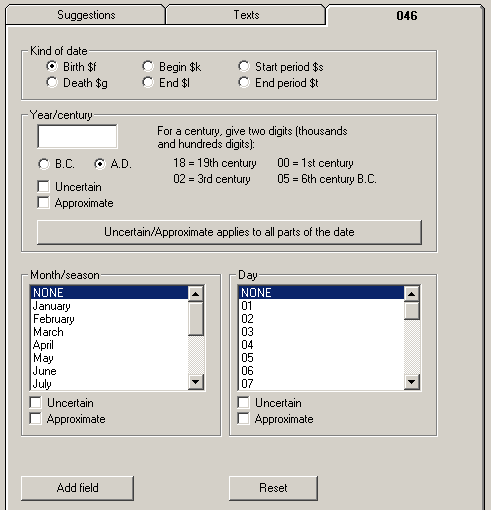 Suggestions Texts 046
Kind of date
Birth $f Begin $k Start period $s
Death $g End $l End period $t
Year/century
For a century, give two digits (thousands
and hundreds digits):
B.C. A.D. 18 = 19th century 00 = 1st century
02 = 3rd century 05 = 6th century B.C.
Uncertain
Approximate
Uncertain/Approximate applies to all parts of the date
Month/season Day
NONE NONE
January 01
February 02
March 03
April 04
May 05
June 06
July 07
Uncertain Uncertain
Approximate Approximate
Add field Reset